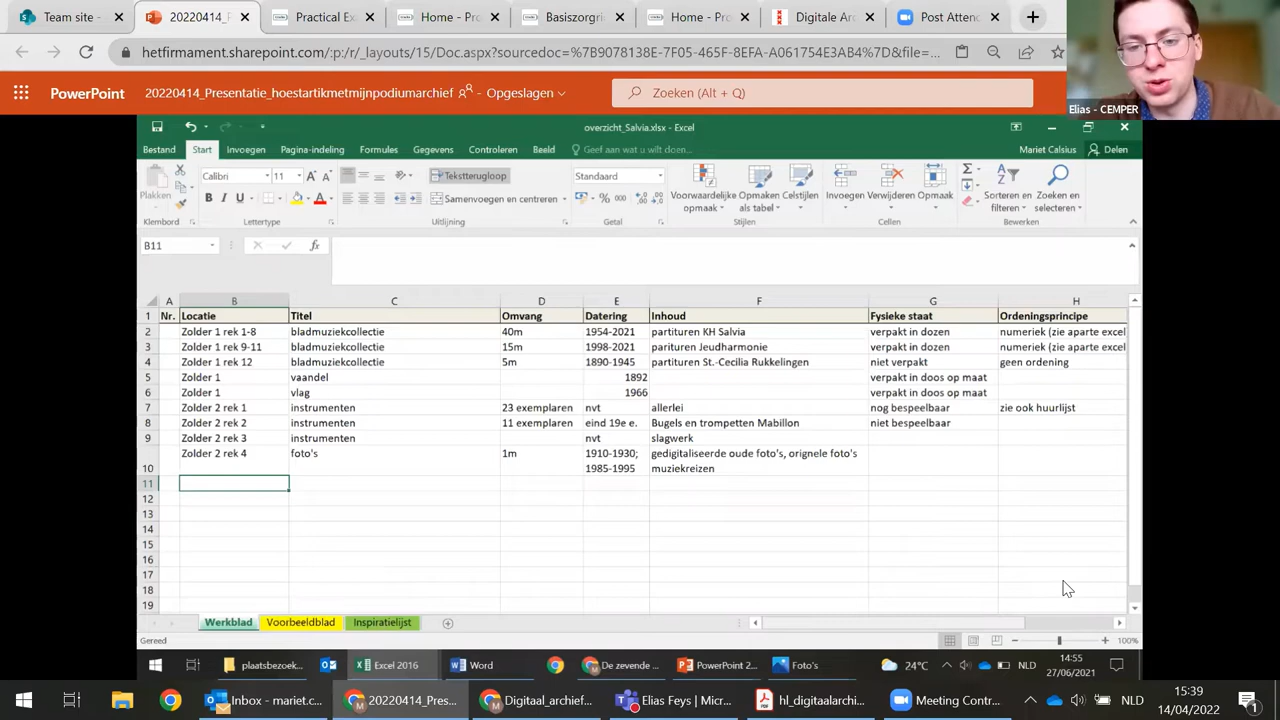 Team site -
20220414_P
Practical Ex
Home - Pro
Basiszorgrin
Home - Pro
Digitale Arc
Post Attend
hetfirmament.sharepoint.com/:p:/r/_layouts/15/Doc.aspx?sourcedoc=%7B9078138E-7F05-465F-8EFA-A061754E3AB4%7D&file=...
PowerPoint
20220414_Presentatie_hoestartikmetmijnpodiumarchief - Opgeslagen
Zoeken (Alt + Q)
Elias - CEMPER
overzicht_Salvia.xlsx - Excel
Bestand Start Invoegen Pagina-indeling Formules Gegevens Controleren Beeld Geef aan wat u wilt doen... Mariet Calsius Delen
Plakken
Calibri 11
Tekstterugloop
Standaard
B I U
Samenvoegen en centreren
% 000
Voorwaardelijke opmaak
Opmaken als tabel
Celstijlen
Invoegen Verwijderen Opmaak
Sorteren en filteren
Zoeken en selecteren
Klembord Lettertype Uitlijning Getal Stijlen Cellen Bewerken
B11 fx
A B C D E F G H
1 Nr. Locatie Titel Omvang Datering Inhoud Fysieke staat Ordeningsprincipe
2 Zolder 1 rek 1-8 bladmuziekcollectie 40m 1954-2021 partituren KH Salvia verpakt in dozen numeriek (zie aparte excel
3 Zolder 1 rek 9-11 bladmuziekcollectie 15m 1998-2021 parituren Jeudharmonie verpakt in dozen numeriek (zie aparte excel
4 Zolder 1 rek 12 bladmuziekcollectie 5m 1890-1945 partituren St.-Cecilia Rukkelingen niet verpakt geen ordening
5 Zolder 1 vaandel 1892 verpakt in doos op maat
6 Zolder 1 vlag 1966 verpakt in doos op maat
7 Zolder 2 rek 1 instrumenten 23 exemplaren nvt allerlei nog bespeelbaar zie ook huurlijst
8 Zolder 2 rek 2 instrumenten 11 exemplaren eind 19e e. Bugels en trompetten Mabillon niet bespeelbaar
9 Zolder 2 rek 3 instrumenten nvt slagwerk
Zolder 2 rek 4 foto's 1m 1910-1930; gedigitaliseerde oude foto's, orignele foto's
10 1985-1995 muziekreizen
11
12
13
14
15
16
17
18
19
Werkblad Voorbeeldblad Inspiratielijst
Gereed 100%
plaatsbezoek... Excel 2016 Word De zevende ... PowerPoint 2... Foto's 24°C NLD 14:55
27/06/2021
Inbox - mariet.c... 20220414_Pres... Digitaal_archief... Elias Feys | Micr... hl_digitaalarchi... Meeting Contr... NLD 15:39
14/04/2022 1